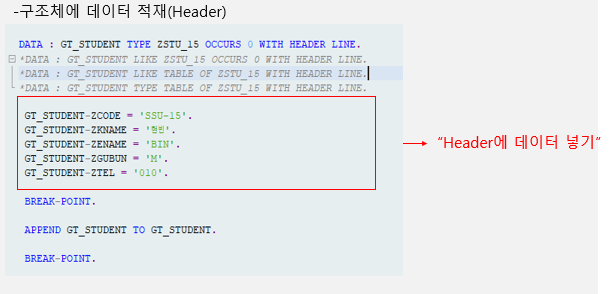 -구조체에 데이터 적재(Header)
DATA : GT_STUDENT TYPE ZSTU_15 OCCURS 0 WITH HEADER LINE.
*DATA : GT_STUDENT LIKE ZSTU_15 OCCURS 0 WITH HEADER LINE.
*DATA : GT_STUDENT LIKE TABLE OF ZSTU_15 WITH HEADER LINE.
*DATA : GT_STUDENT TYPE TABLE OF ZSTU_15 WITH HEADER LINE.
GT_STUDENT-ZCODE = 'SSU-15'.
GT_STUDENT-ZKNAME = '현빈'.
GT_STUDENT-ZENAME = 'BIN'.
GT_STUDENT-ZGUBUN = 'M'.
GT_STUDENT-ZTEL = '010'.
“Header에 데이터 넣기”
BREAK-POINT.
APPEND GT_STUDENT TO GT_STUDENT.
BREAK-POINT.